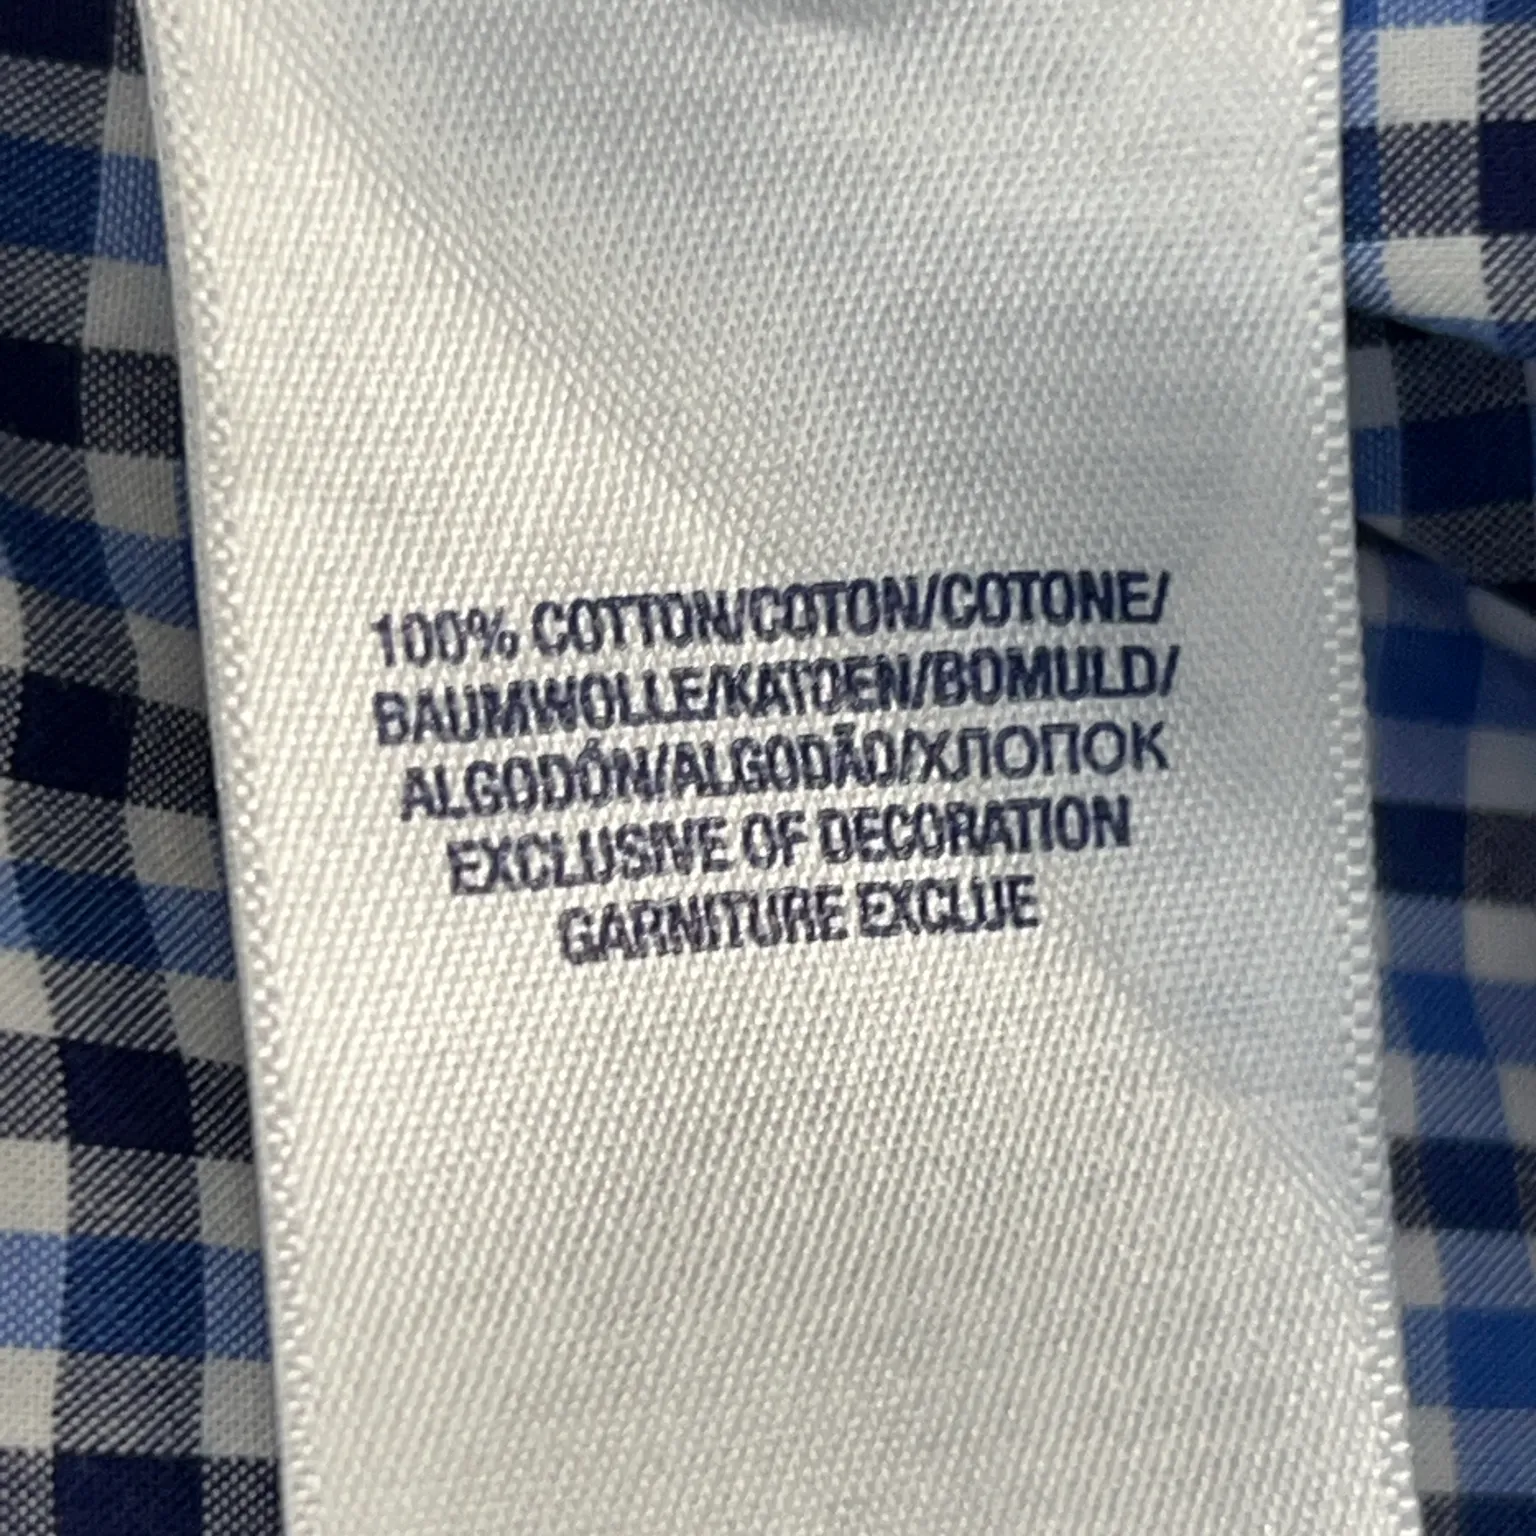 100% COTTON/COTON/COTONE/
BAUMWOLLE/KATOEN/BOMULD/
ALGODÓN/ALGODÃO/ХЛОПОК
EXCLUSIVE OF DECORATION
GARNITURE EXCLUE